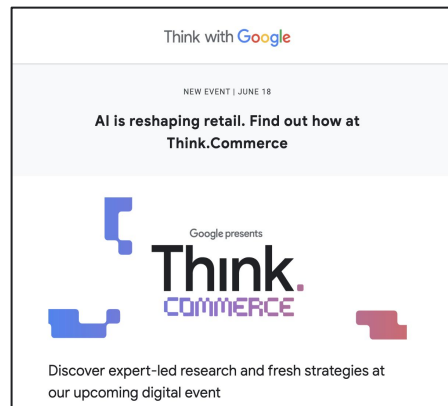 Think with Google
NEW EVENT | JUNE 18
AI is reshaping retail. Find out how at
Think.Commerce
Google presents
Think.
COMMERCE
Discover expert-led research and fresh strategies at
our upcoming digital event